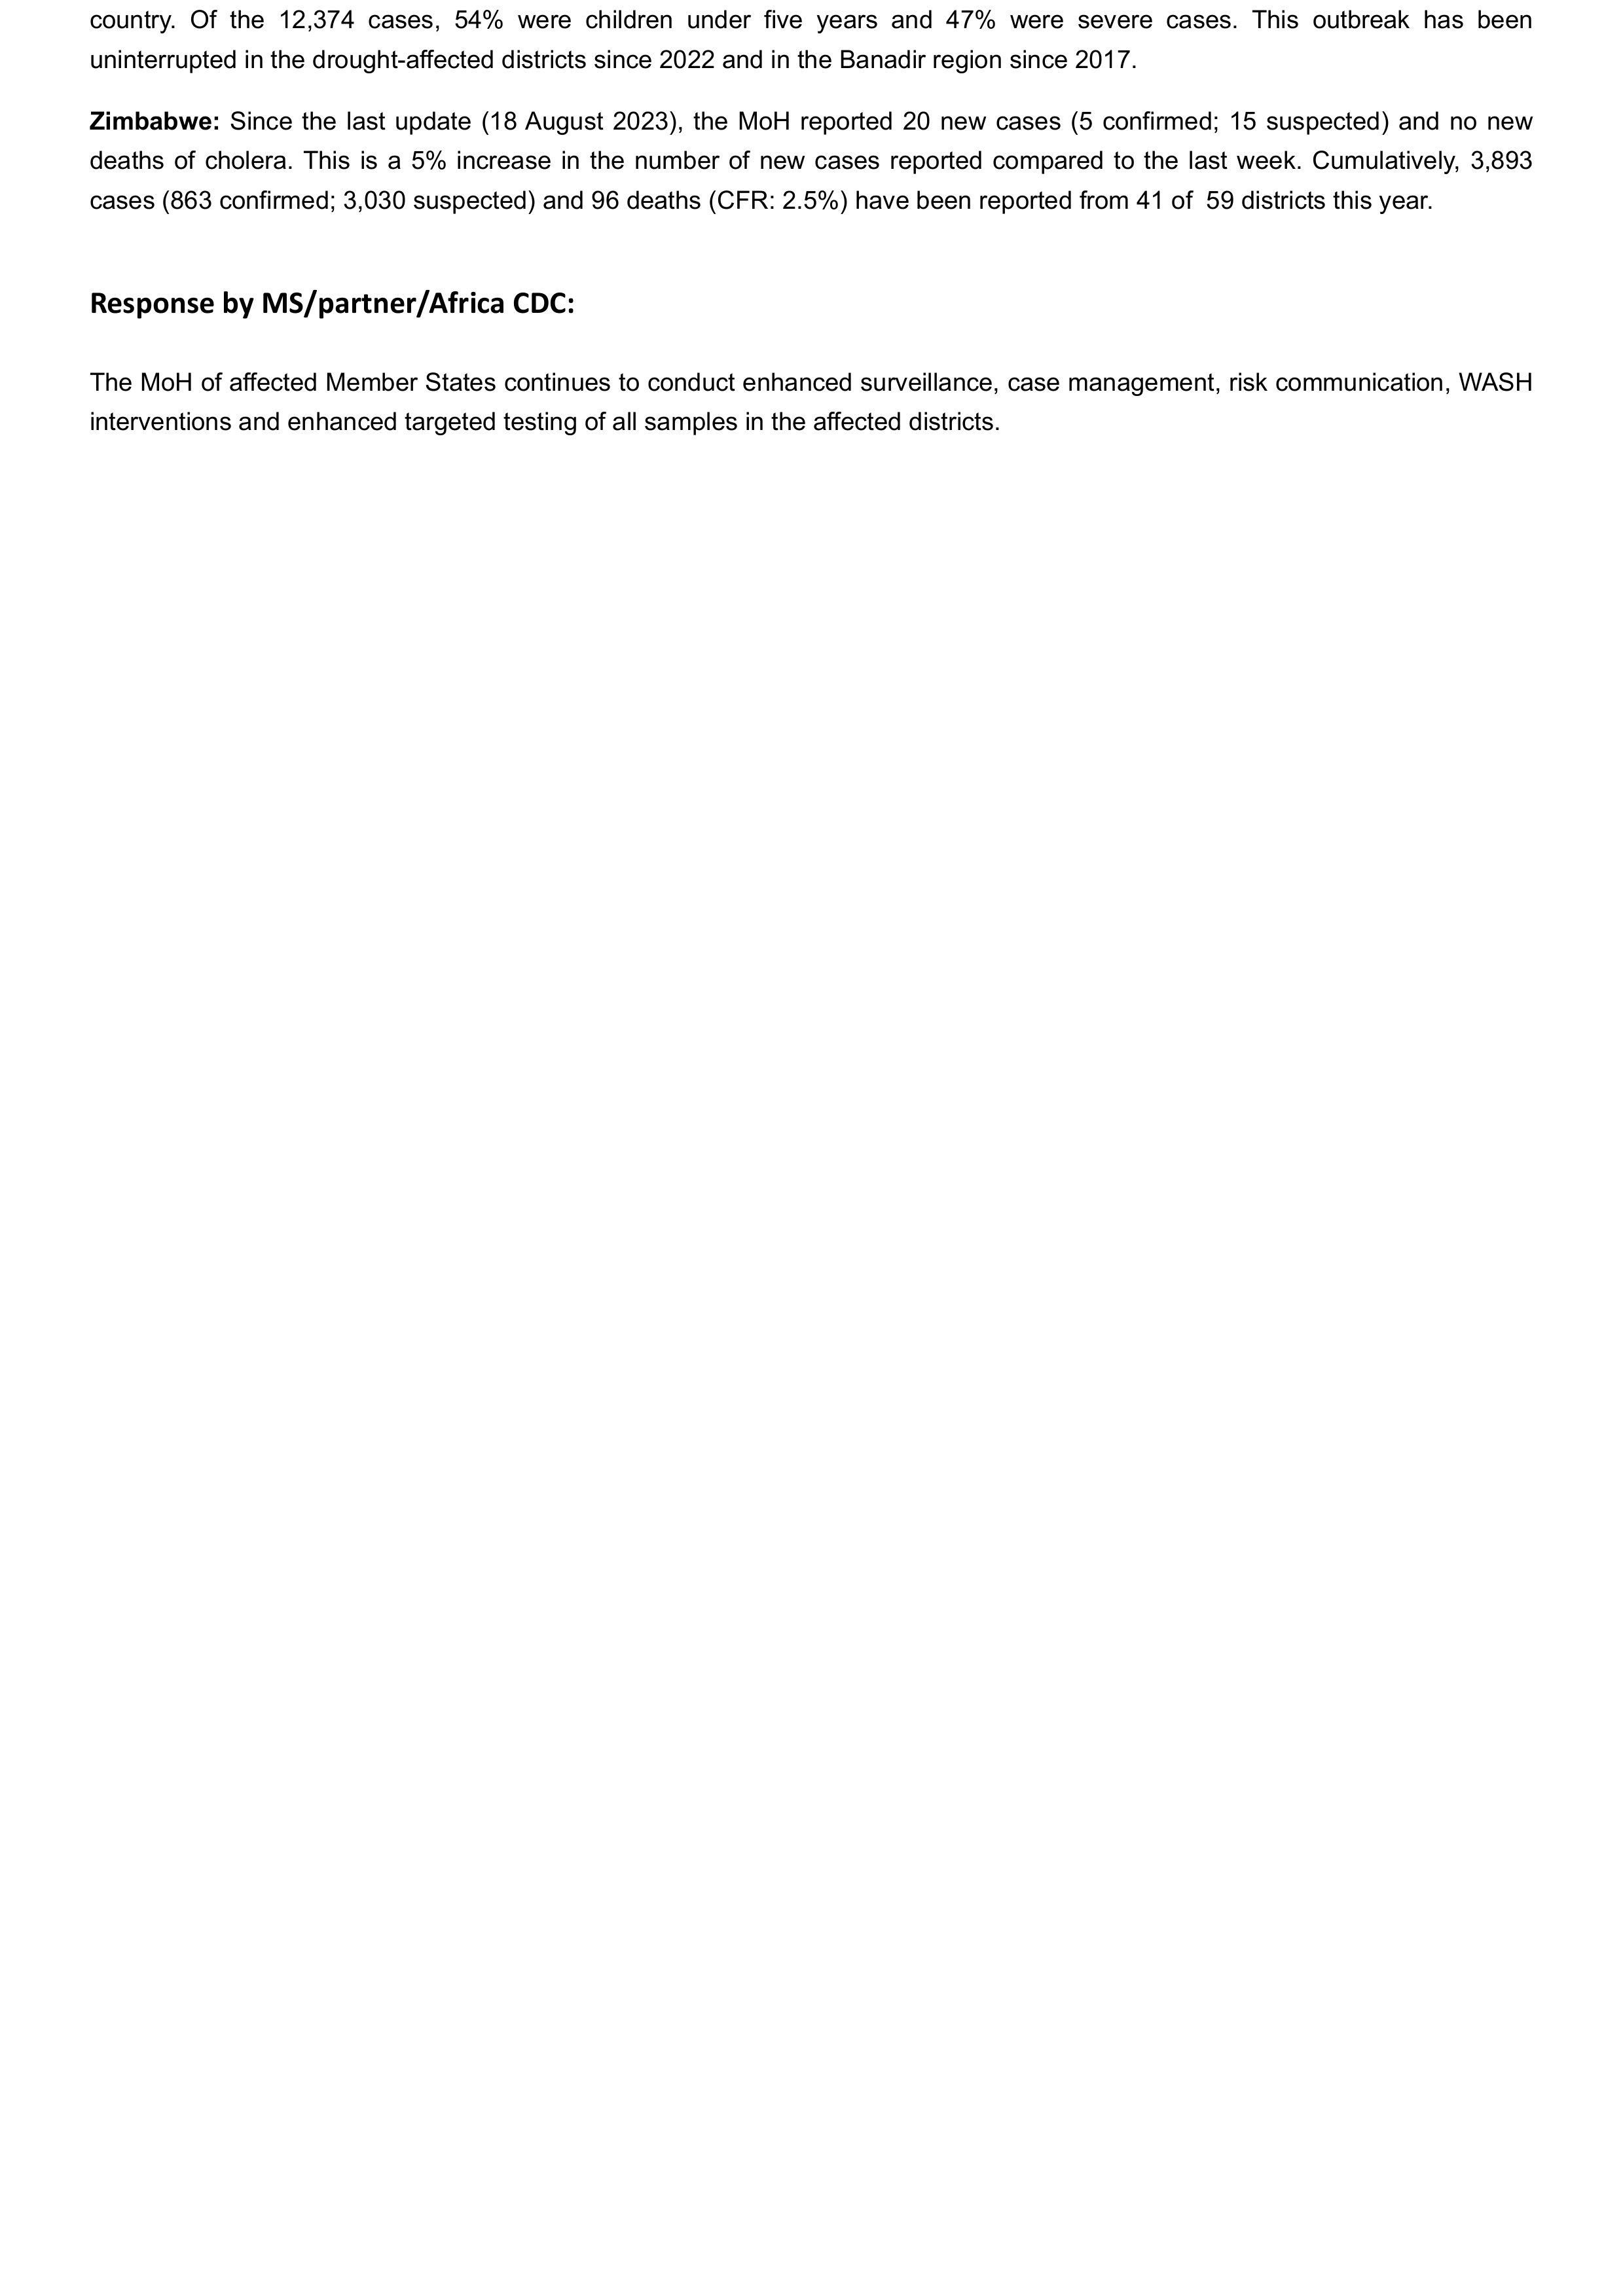 country. Of the 12,374 cases, 54% were children under five years and 47% were severe cases. This outbreak has been
uninterrupted in the drought-affected districts since 2022 and in the Banadir region since 2017.
Zimbabwe: Since the last update (18 August 2023), the MoH reported 20 new cases (5 confirmed; 15 suspected) and no new
deaths of cholera. This is a 5% increase in the number of new cases reported compared to the last week. Cumulatively, 3,893
cases (863 confirmed; 3,030 suspected) and 96 deaths (CFR: 2.5%) have been reported from 41 of  59 districts this year.
Response by MS/partner/Africa CDC:
The MoH of affected Member States continues to conduct enhanced surveillance, case management, risk communication, WASH
interventions and enhanced targeted testing of all samples in the affected districts.